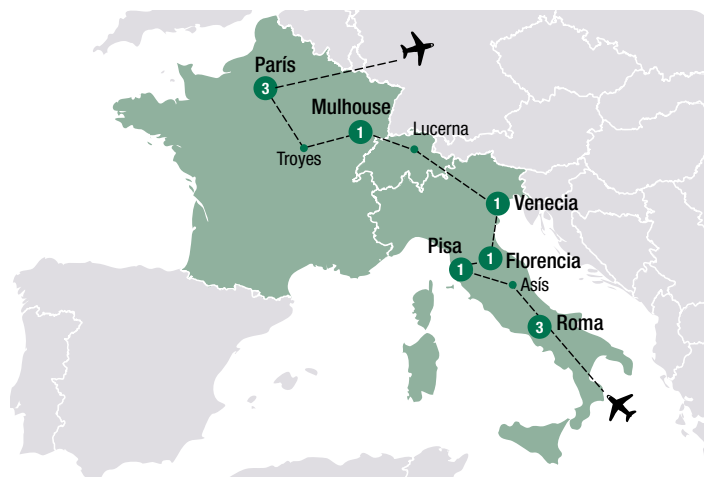 París
3
Mulhouse
1
Lucerna
Troyes
1
Venecia
Pisa
1
Florencia
1
Asís
3
Roma